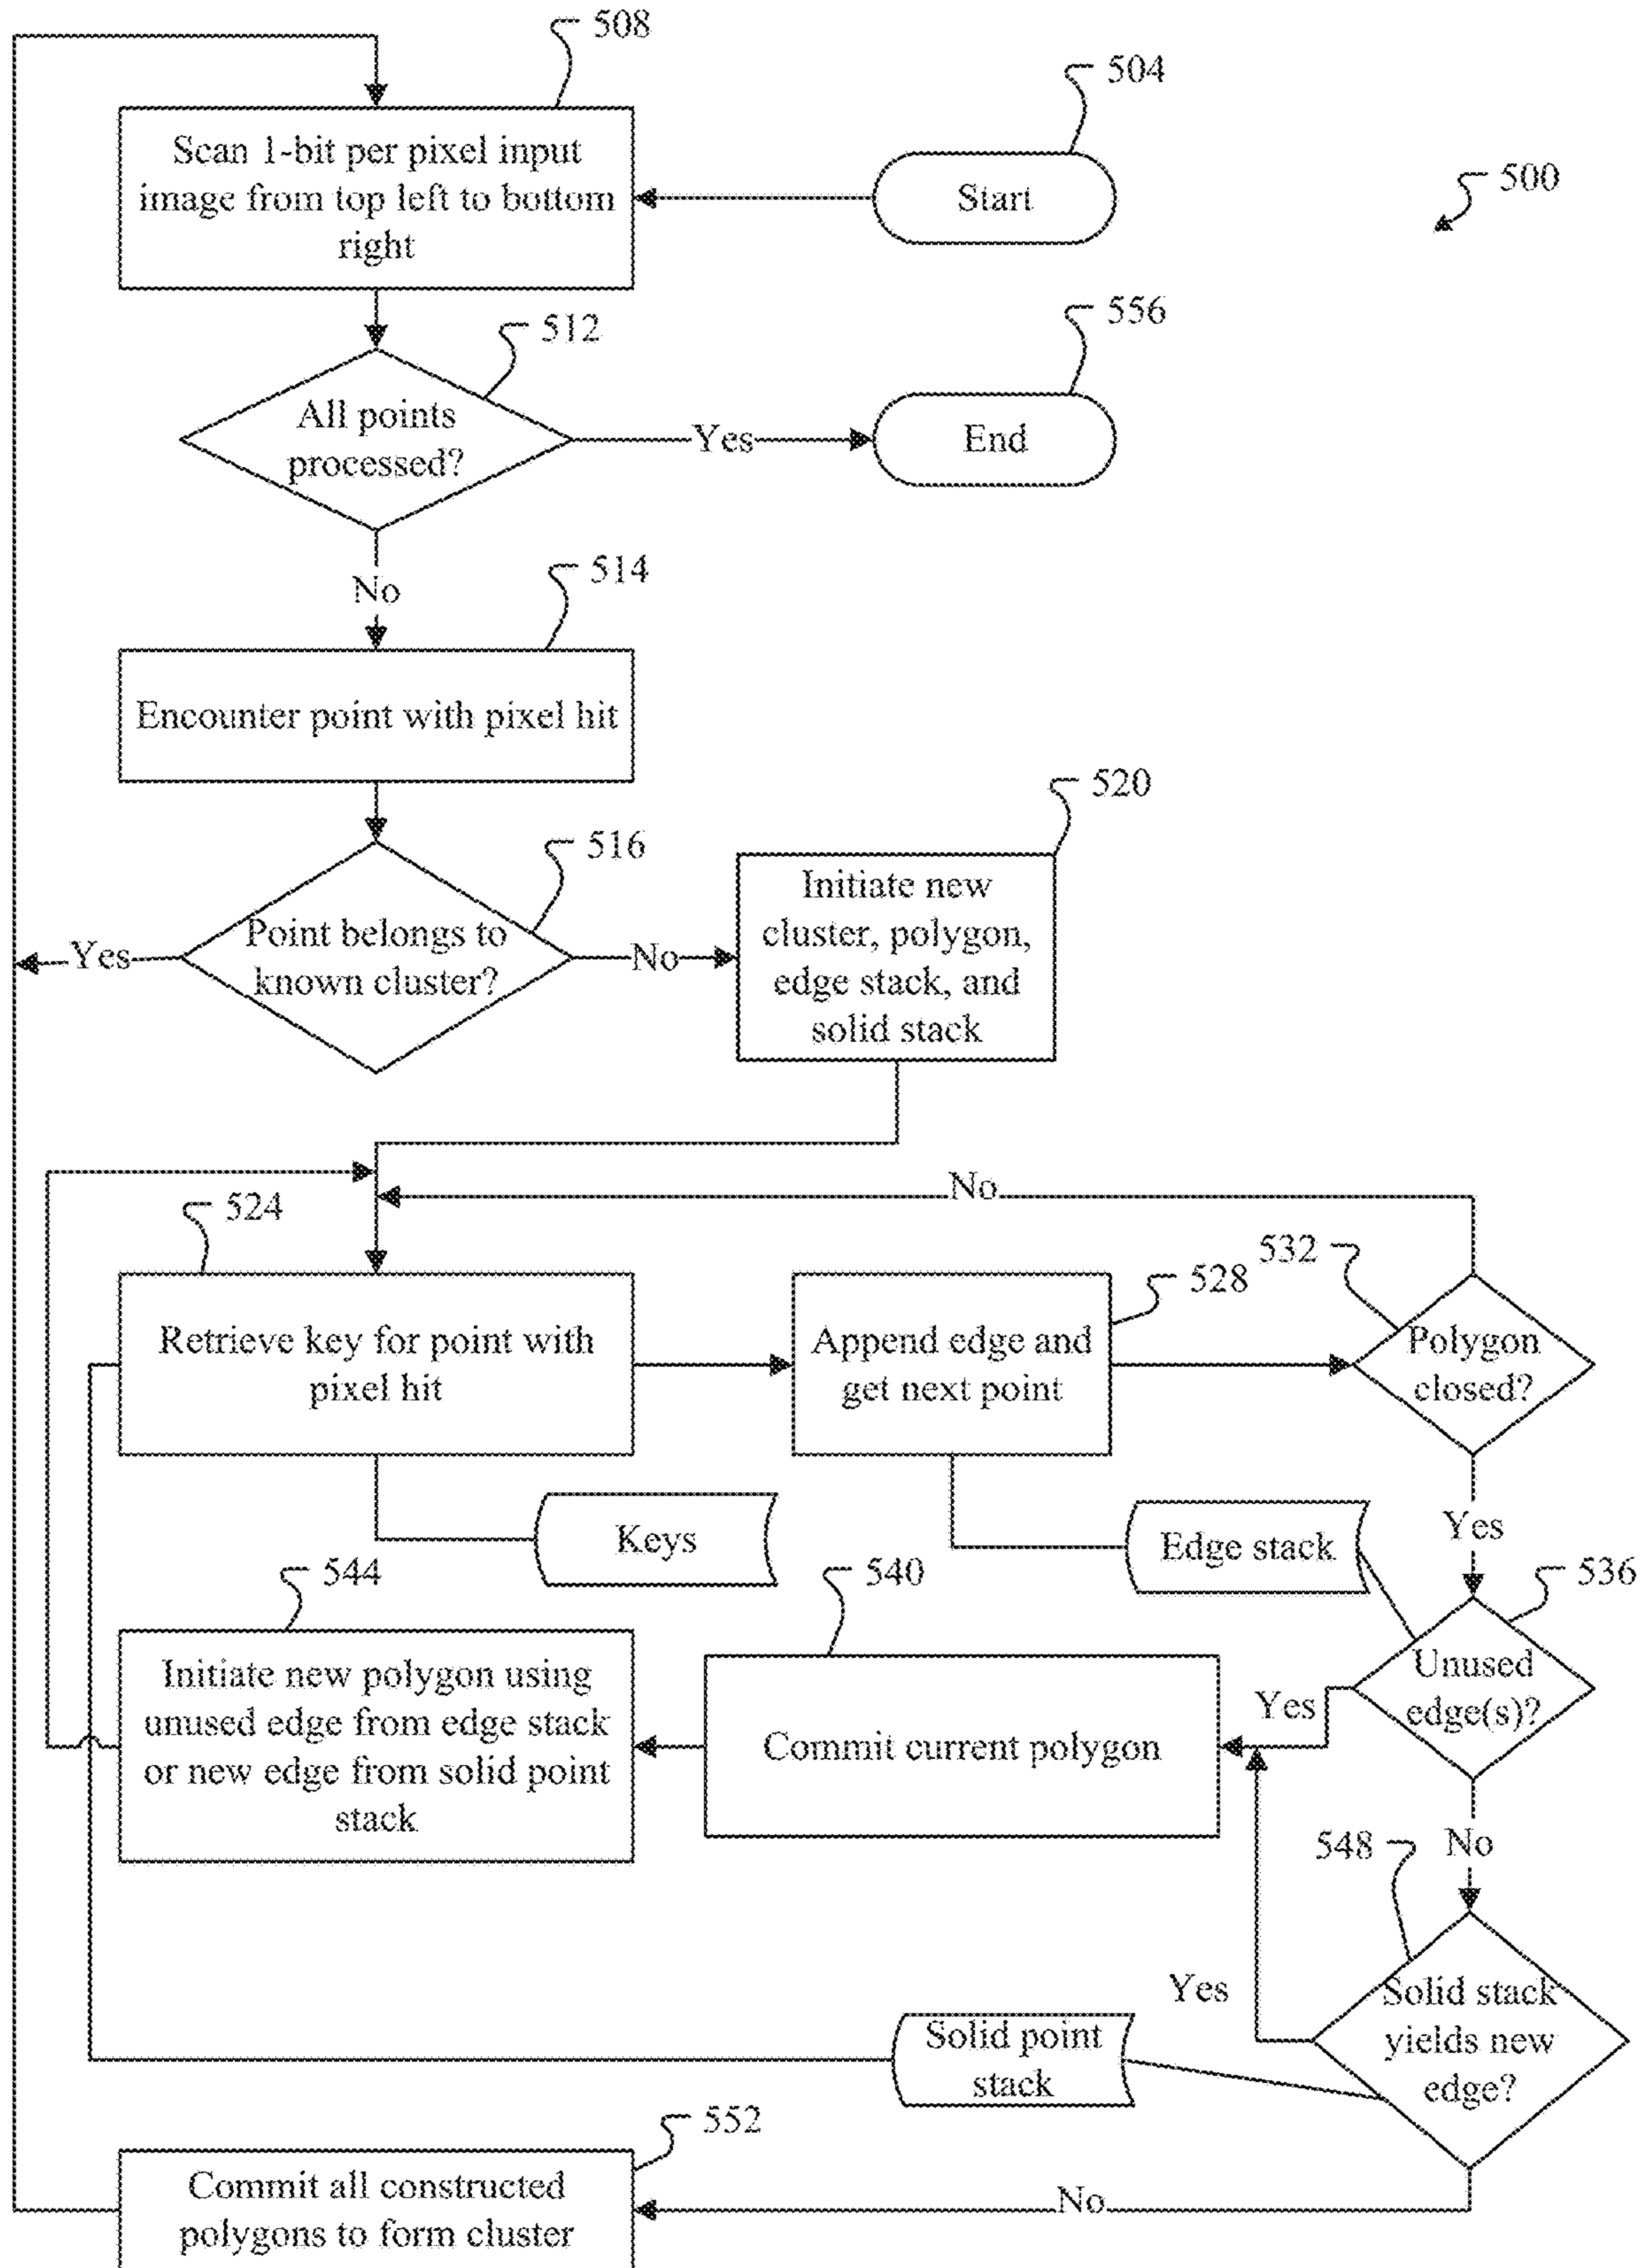 508
504
Scan 1-bit per pixel input
image from top left to bottom
right
Start
500
512
556
All points
processed?
Yes
End
No
514
Encounter point with pixel hit
520
516
Initiate new
cluster, polygon,
edge stack, and
solid stack
Point belongs to
known cluster?
Yes
No
No
524
532
528
Retrieve key for point with
pixel hit
Append edge and
get next point
Polygon
closed?
Yes
Keys
Edge stack
544
540
536
Initiate new polygon using
unused edge from edge stack
or new edge from solid point
stack
Commit current polygon
Yes
Unused
edge(s)?
548
No
Yes
Solid stack
yields new
edge?
Solid point
stack
552
Commit all constructed
polygons to form cluster
No